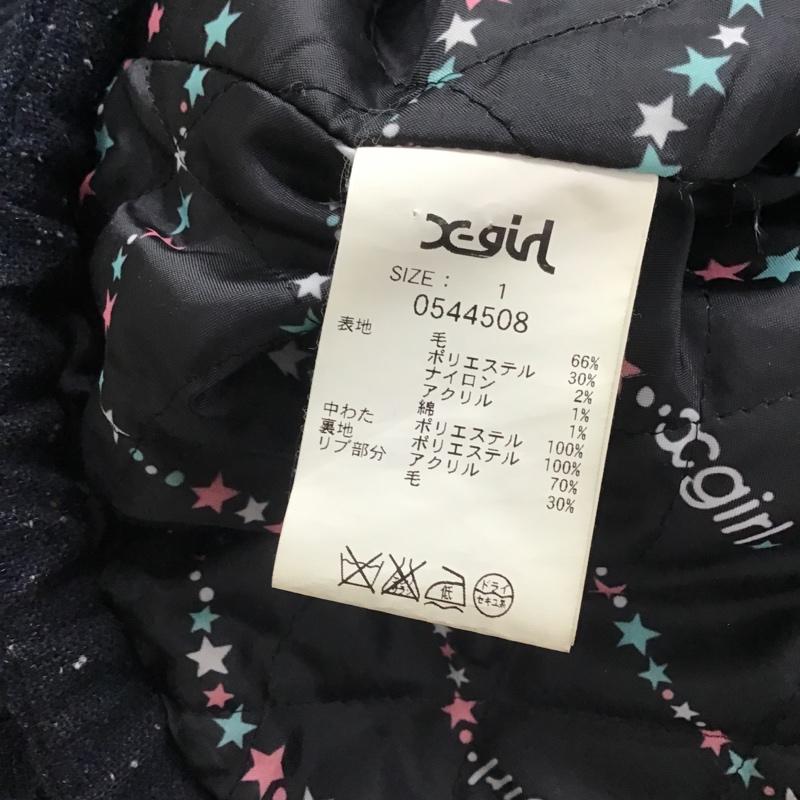 X-girl
SIZE : 1
0544508
表地 毛 66%
ポリエステル 30%
ナイロン 2%
アクリル 1%
綿 1%
中わた ポリエステル 100%
裏地 ポリエステル 100%
リブ部分 アクリル 70%
毛 30%
低
ドライ
セキユ系
X-girl
girl